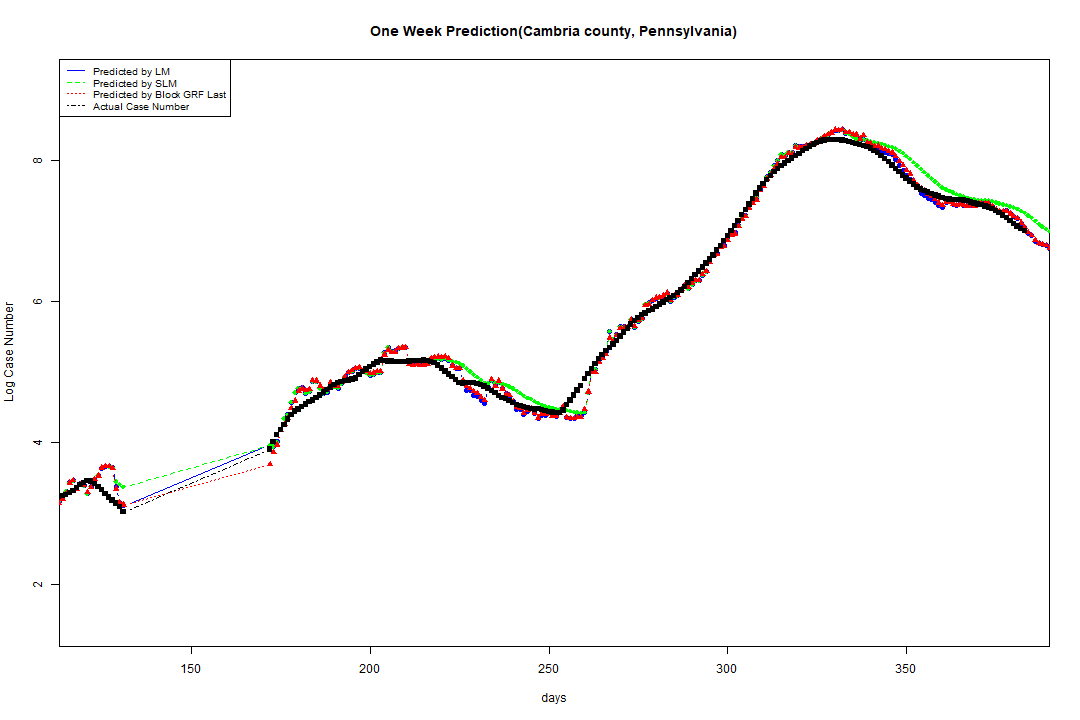 One Week Prediction(Cambria county, Pennsylvania)
Predicted by LM
Predicted by SLM
Predicted by Block GRF Last
Actual Case Number
8
6
4
2
Log Case Number
150 200 250 300 350
days